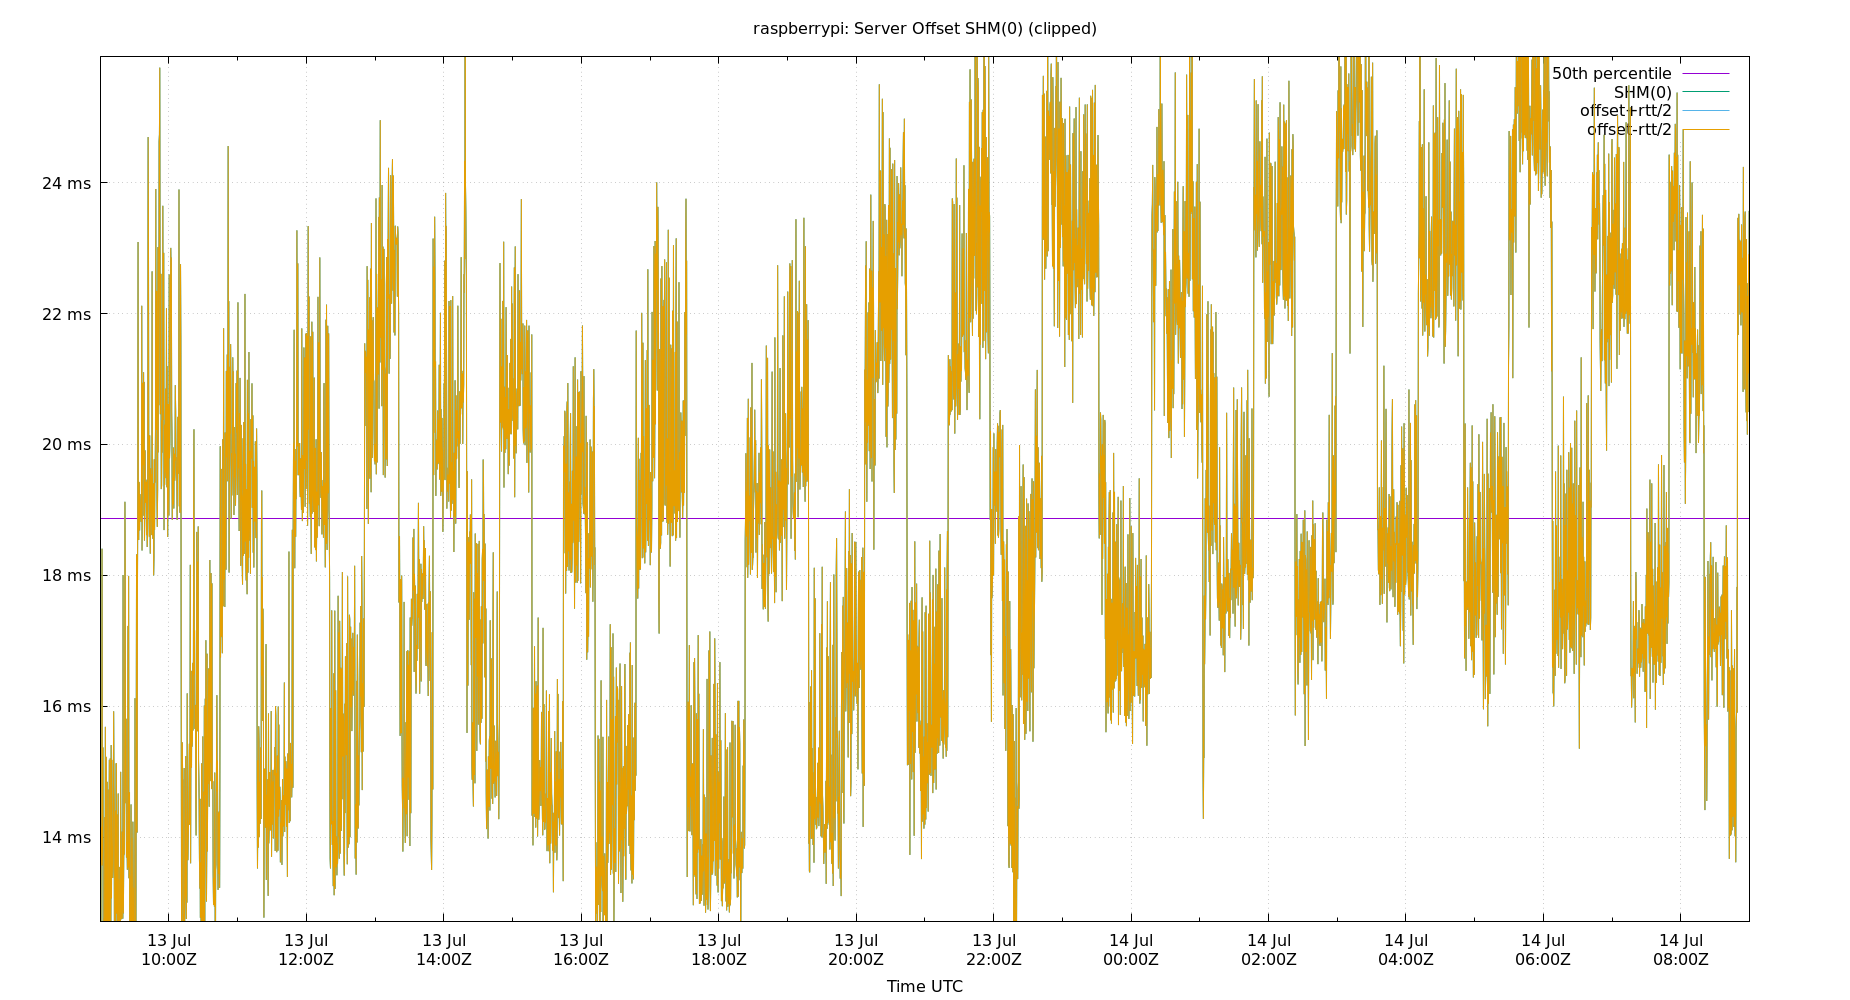 raspberrypi: Server Offset SHM(0) (clipped)
50th percentile
SHM(0)
offset+rtt/2
offset-rtt/2
24 ms
22 ms
20 ms
18 ms
16 ms
14 ms
13 Jul 13 Jul 13 Jul 13 Jul 13 Jul 13 Jul 13 Jul 14 Jul 14 Jul 14 Jul 14 Jul 14 Jul
10:00Z 12:00Z 14:00Z 16:00Z 18:00Z 20:00Z 22:00Z 00:00Z 02:00Z 04:00Z 06:00Z 08:00Z
Time UTC